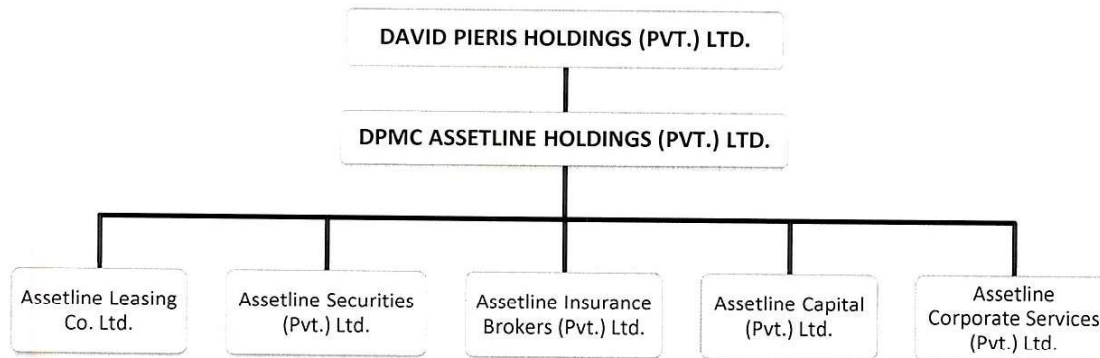 DAVID PIERIS HOLDINGS (PVT.) LTD.
DPMC ASSETLINE HOLDINGS (PVT.) LTD.
Assetline Leasing
Co. Ltd.
Assetline Securities
(Pvt.) Ltd.
Assetline Insurance
Brokers (Pvt.) Ltd.
Assetline Capital
(Pvt.) Ltd.
Assetline
Corporate Services
(Pvt.) Ltd.